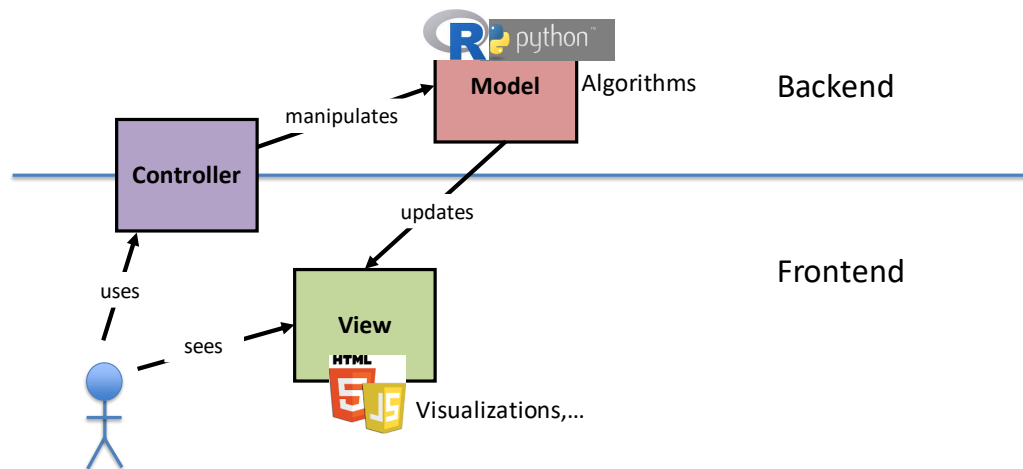 R
python™
Model
Algorithms
Backend
manipulates
Controller
updates
Frontend
uses
View
sees
HTML
5
JS
Visualizations,...